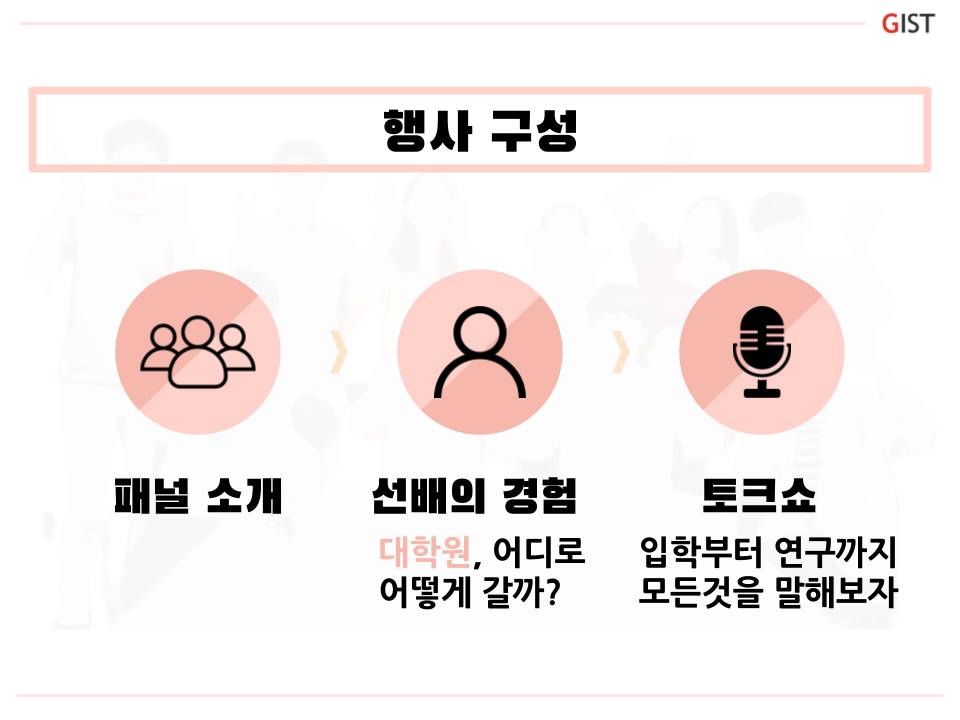 GIST
행사 구성
패널 소개
선배의 경험
대학원, 어디로
어떻게 갈까?
토크쇼
입학부터 연구까지
모든것을 말해보자